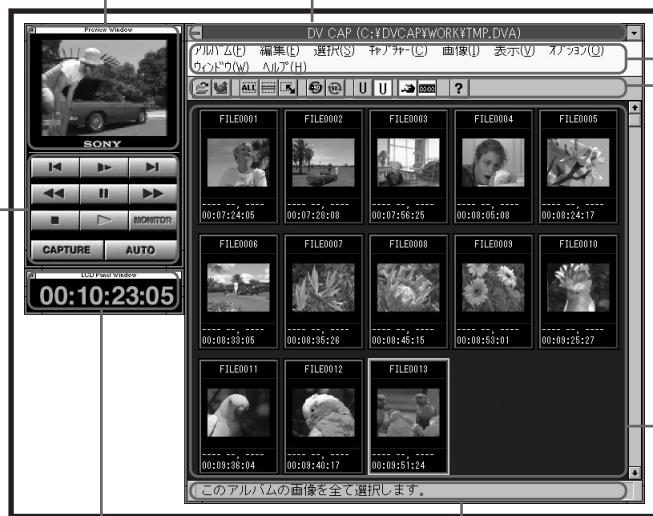 Preview Window
SONY
MONITOR
CAPTURE AUTO
LCD Panel Window
00:10:23:05
DV CAP (C:¥DVCAP¥WORK¥TMP.DVA)
アルバム(F) 編集(E) 選択(S) キャプチャー(C) 画像(I) 表示(V) オプション(O)
ウィンドウ(W) ヘルプ(H)
ALL U U 00:00 ?
FILE0001 FILE0002 FILE0003 FILE0004 FILE0005
---- --, ---- ---- --, ---- ---- --, ---- ---- --, ---- ---- --, ----
00:07:24:05 00:07:28:08 00:07:56:25 00:08:05:08 00:08:24:17
FILE0006 FILE0007 FILE0008 FILE0009 FILE0010
---- --, ---- ---- --, ---- ---- --, ---- ---- --, ---- ---- --, ----
00:08:33:05 00:08:35:26 00:08:45:15 00:08:53:01 00:09:25:27
FILE0011 FILE0012 FILE0013
---- --, ---- ---- --, ---- ---- --, ----
00:09:36:04 00:09:40:17 00:09:51:24
このアルバムの画像を全て選択します。